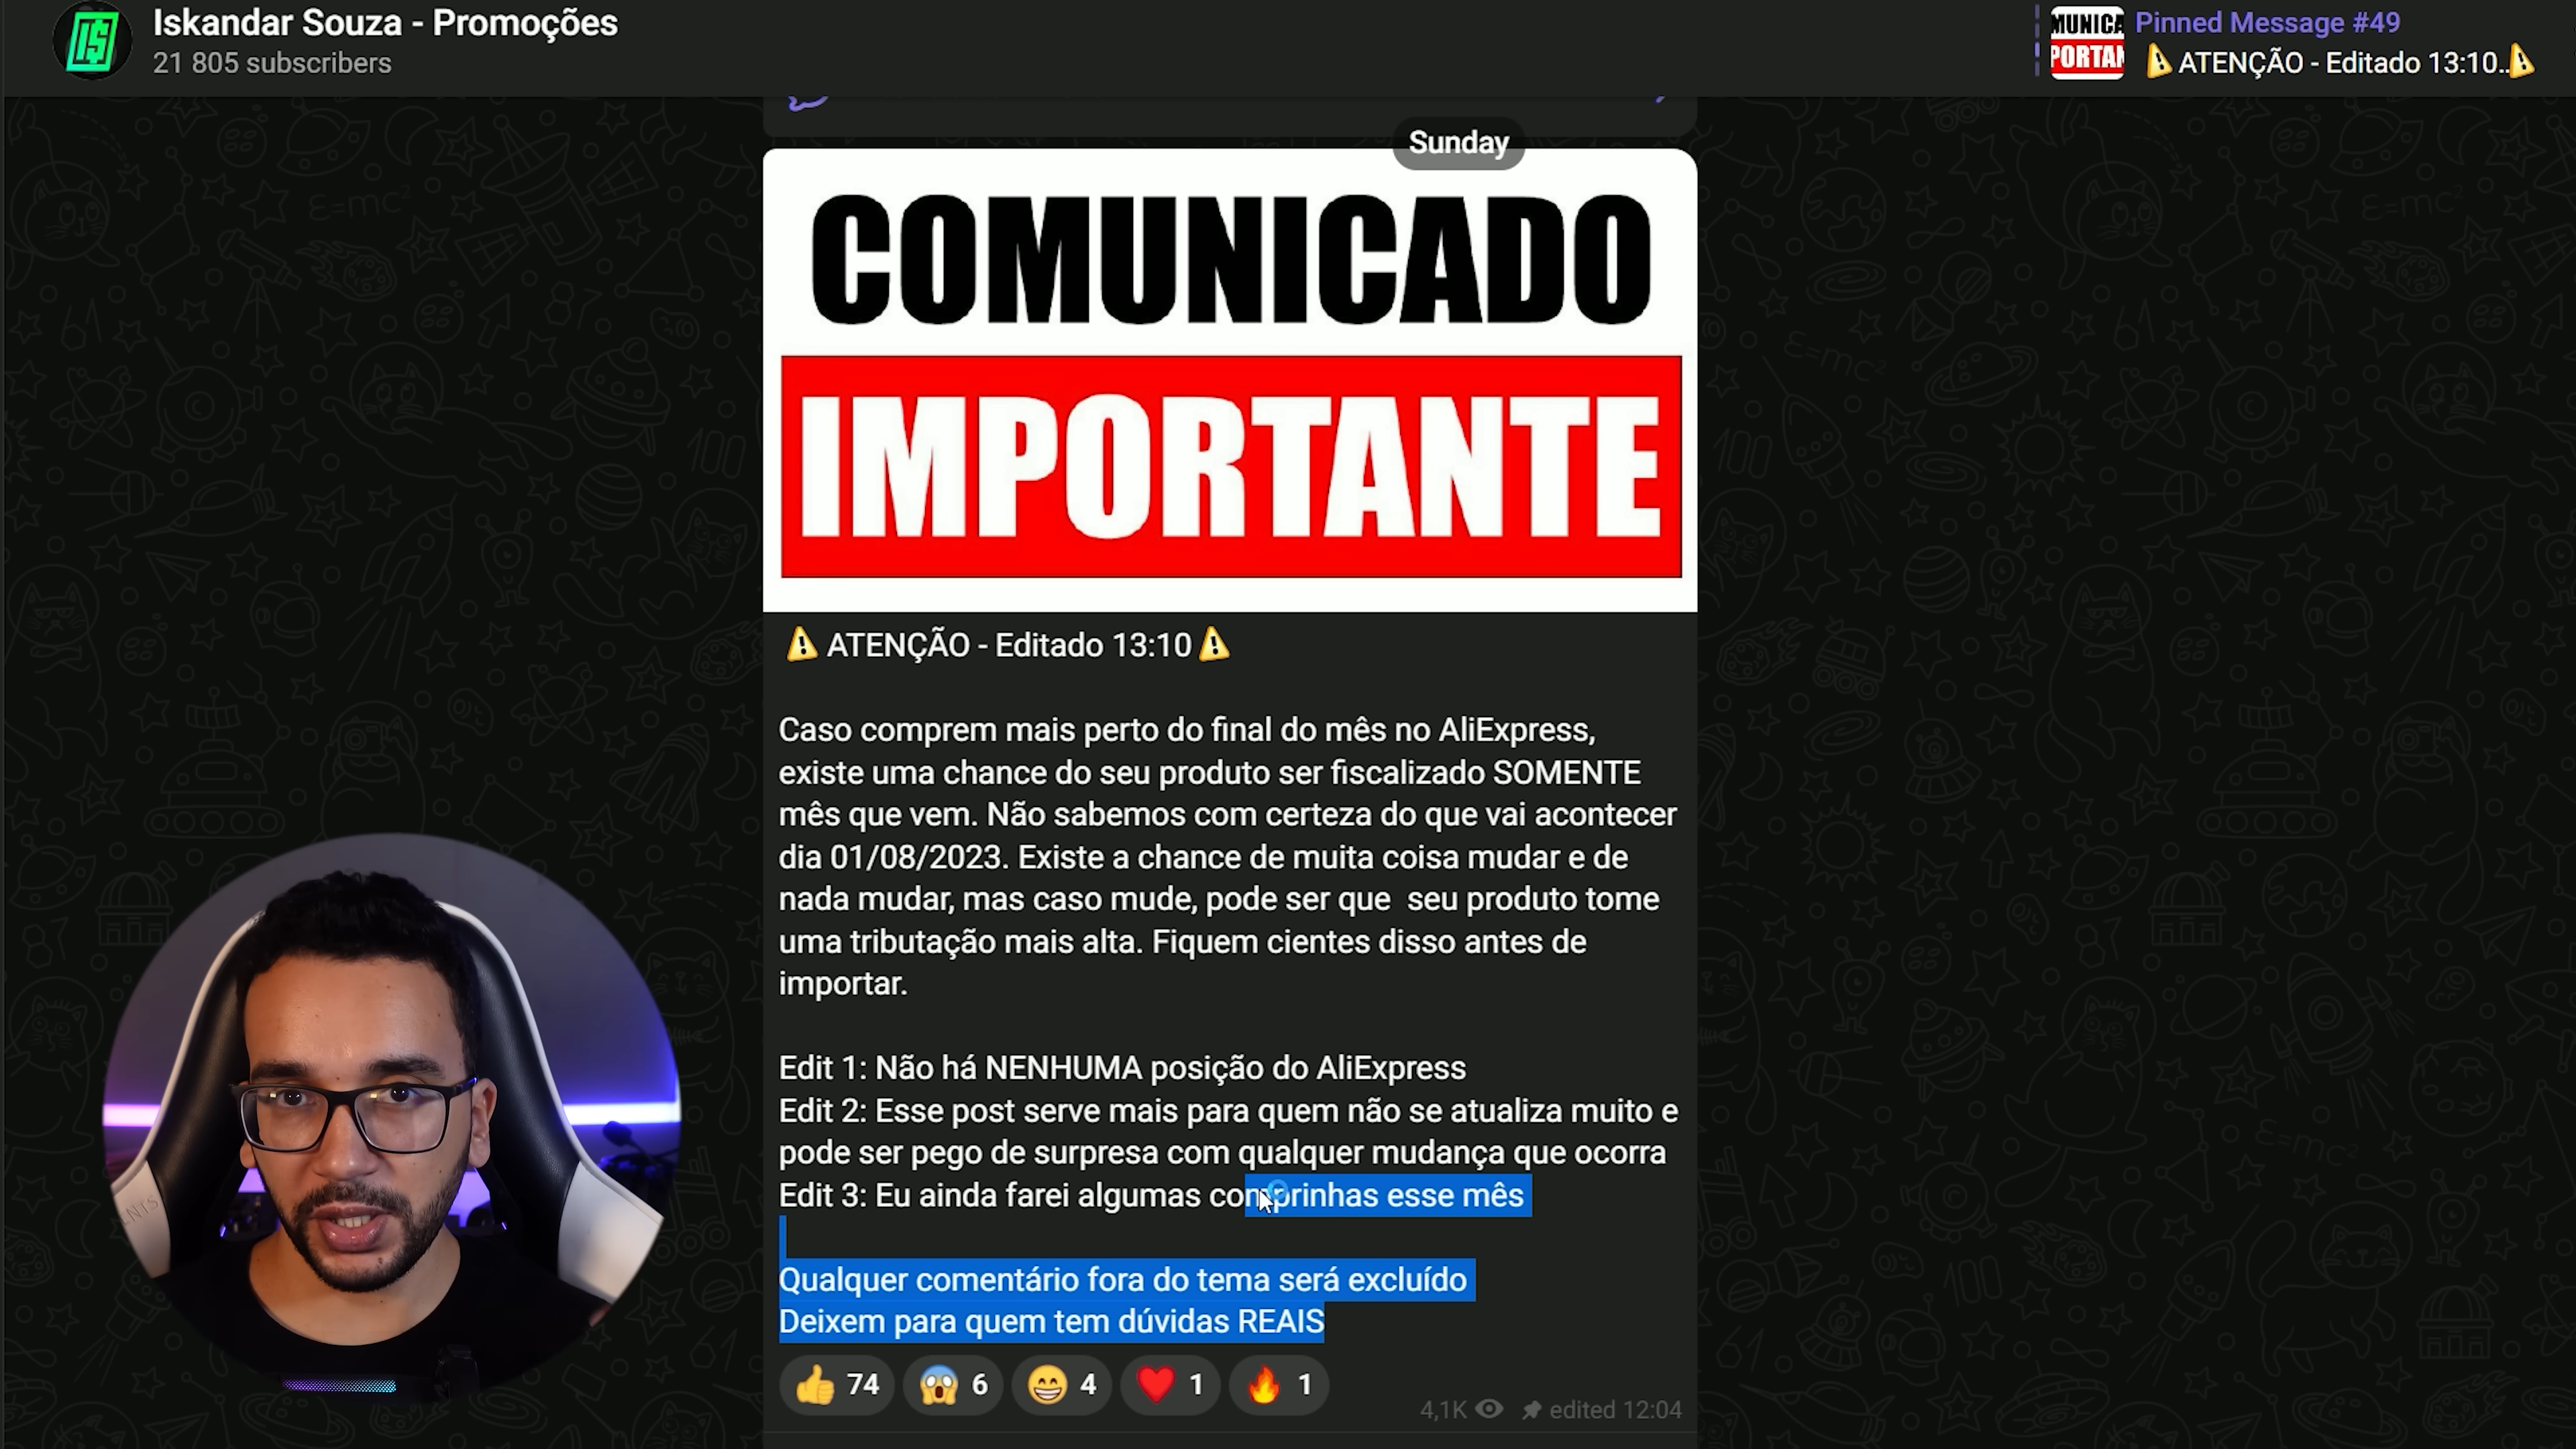 Iskandar Souza - Promoções
21 805 subscribers
Pinned Message #49
⚠️ ATENÇÃO - Editado 13:10..⚠️
MUNICA
PORTAN
Sunday
COMUNICADO
IMPORTANTE
⚠️ ATENÇÃO - Editado 13:10 ⚠️
Caso comprem mais perto do final do mês no AliExpress,
existe uma chance do seu produto ser fiscalizado SOMENTE
mês que vem. Não sabemos com certeza do que vai acontecer
dia 01/08/2023. Existe a chance de muita coisa mudar e de
nada mudar, mas caso mude, pode ser que  seu produto tome
uma tributação mais alta. Fiquem cientes disso antes de
importar.
Edit 1: Não há NENHUMA posição do AliExpress
Edit 2: Esse post serve mais para quem não se atualiza muito e
pode ser pego de surpresa com qualquer mudança que ocorra
Edit 3: Eu ainda farei algumas comprinhas esse mês
Qualquer comentário fora do tema será excluído
Deixem para quem tem dúvidas REAIS
👍 74 😱 6 😁 4 ❤️ 1 🔥 1
4,1K edited 12:04